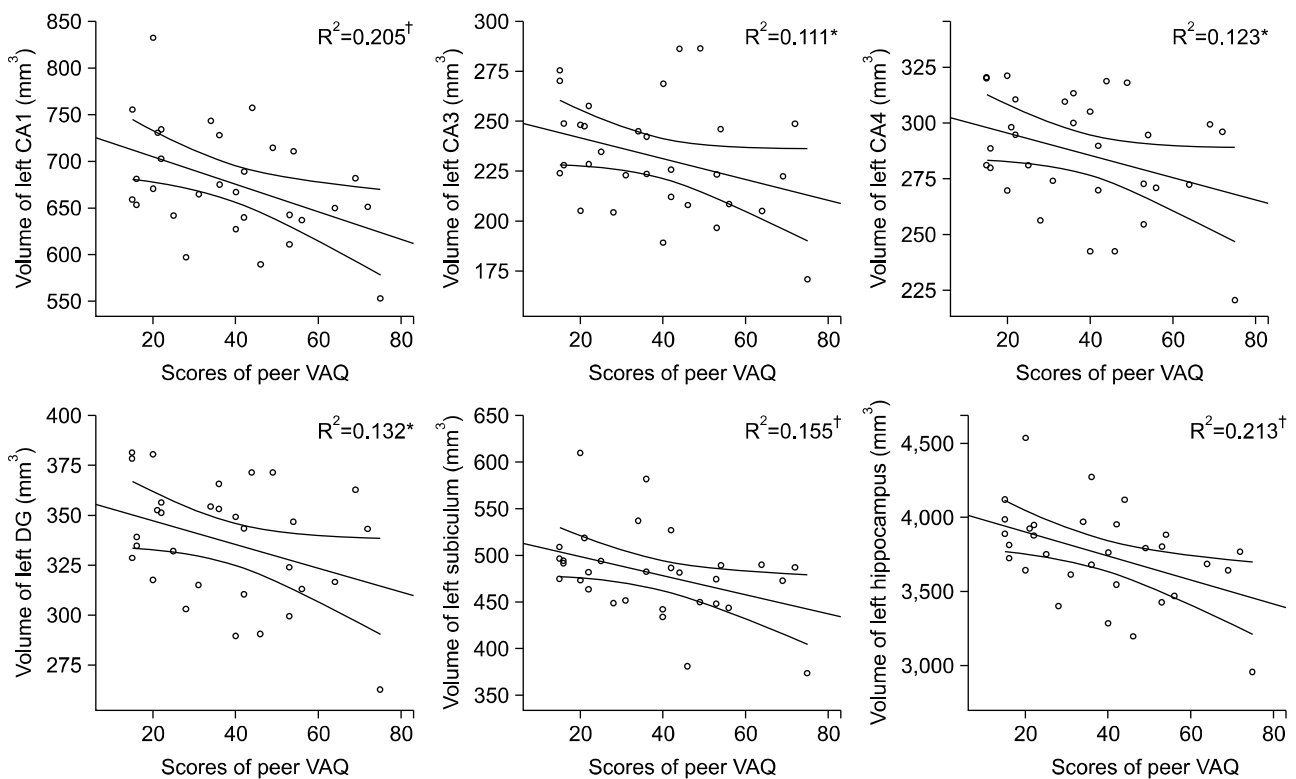 Volume of left CA1 (mm³)
850
800
750
700
650
600
550
R²=0.205†
20 40 60 80
Scores of peer VAQ
Volume of left CA3 (mm³)
300
275
250
225
200
175
R²=0.111*
20 40 60 80
Scores of peer VAQ
Volume of left CA4 (mm³)
325
300
275
250
225
R²=0.123*
20 40 60 80
Scores of peer VAQ
Volume of left DG (mm³)
400
375
350
325
300
275
R²=0.132*
20 40 60 80
Scores of peer VAQ
Volume of left subiculum (mm³)
650
600
550
500
450
400
350
R²=0.155†
20 40 60 80
Scores of peer VAQ
Volume of left hippocampus (mm³)
4,500
4,000
3,500
3,000
R²=0.213†
20 40 60 80
Scores of peer VAQ